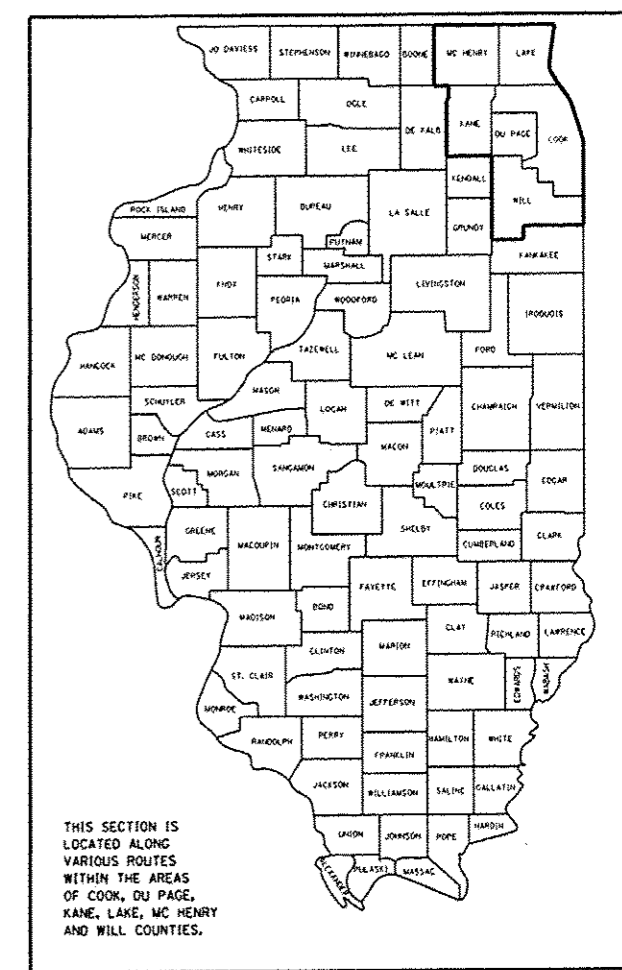 JO DAVIESS
STEPHENSON
WINNEBAGO
BOONE
MC HENRY
LAKE
CARROLL
OGLE
DE KALB
KANE
DU PAGE
COOK
WHITESIDE
LEE
KENDALL
WILL
ROCK ISLAND
HENRY
BUREAU
LA SALLE
GRUNDY
MERCER
PUTNAM
KANKAKEE
STARK
MARSHALL
HENDERSON
WARREN
KNOX
PEORIA
WOODFORD
LIVINGSTON
IROQUOIS
HANCOCK
MC DONOUGH
FULTON
TAZEWELL
MC LEAN
FORD
MASON
SCHUYLER
LOGAN
DE WITT
CHAMPAIGN
VERMILION
ADAMS
BROWN
CASS
MENARD
MACON
PIATT
PIKE
SCOTT
MORGAN
SANGAMON
CHRISTIAN
MOULTRIE
DOUGLAS
EDGAR
COLES
CALHOUN
GREENE
MACOUPIN
MONTGOMERY
SHELBY
CUMBERLAND
CLARK
JERSEY
FAYETTE
EFFINGHAM
JASPER
CRAWFORD
MADISON
BOND
CLAY
RICHLAND
LAWRENCE
CLINTON
MARION
ST. CLAIR
WASHINGTON
WAYNE
EDWARDS
WABASH
MONROE
JEFFERSON
RANDOLPH
PERRY
HAMILTON
WHITE
FRANKLIN
JACKSON
WILLIAMSON
SALINE
GALLATIN
UNION
JOHNSON
POPE
HARDIN
ALEXANDER
PULASKI
MASSAC
THIS SECTION IS
LOCATED ALONG
VARIOUS ROUTES
WITHIN THE AREAS
OF COOK, DU PAGE,
KANE, LAKE, MC HENRY
AND WILL COUNTIES.